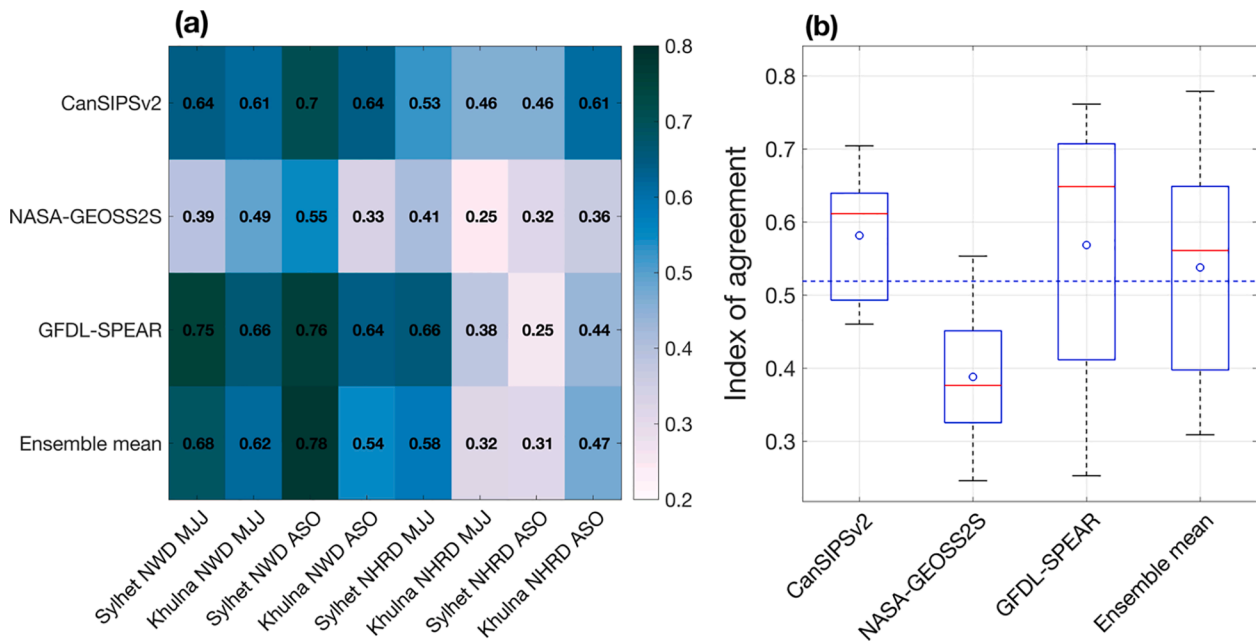 (a)
CanSIPSv2
NASA-GEOSS2S
GFDL-SPEAR
Ensemble mean
0.64 0.61 0.7 0.64 0.53 0.46 0.46 0.61
0.39 0.49 0.55 0.33 0.41 0.25 0.32 0.36
0.75 0.66 0.76 0.64 0.66 0.38 0.25 0.44
0.68 0.62 0.78 0.54 0.58 0.32 0.31 0.47
Sylhet NWD MJJ
Khulna NWD MJJ
Sylhet NWD ASO
Khulna NWD ASO
Sylhet NHRD MJJ
Khulna NHRD MJJ
Sylhet NHRD ASO
Khulna NHRD ASO
0.8
0.7
0.6
0.5
0.4
0.3
0.2
(b)
Index of agreement
0.8
0.7
0.6
0.5
0.4
0.3
CanSIPSv2
NASA-GEOSS2S
GFDL-SPEAR
Ensemble mean